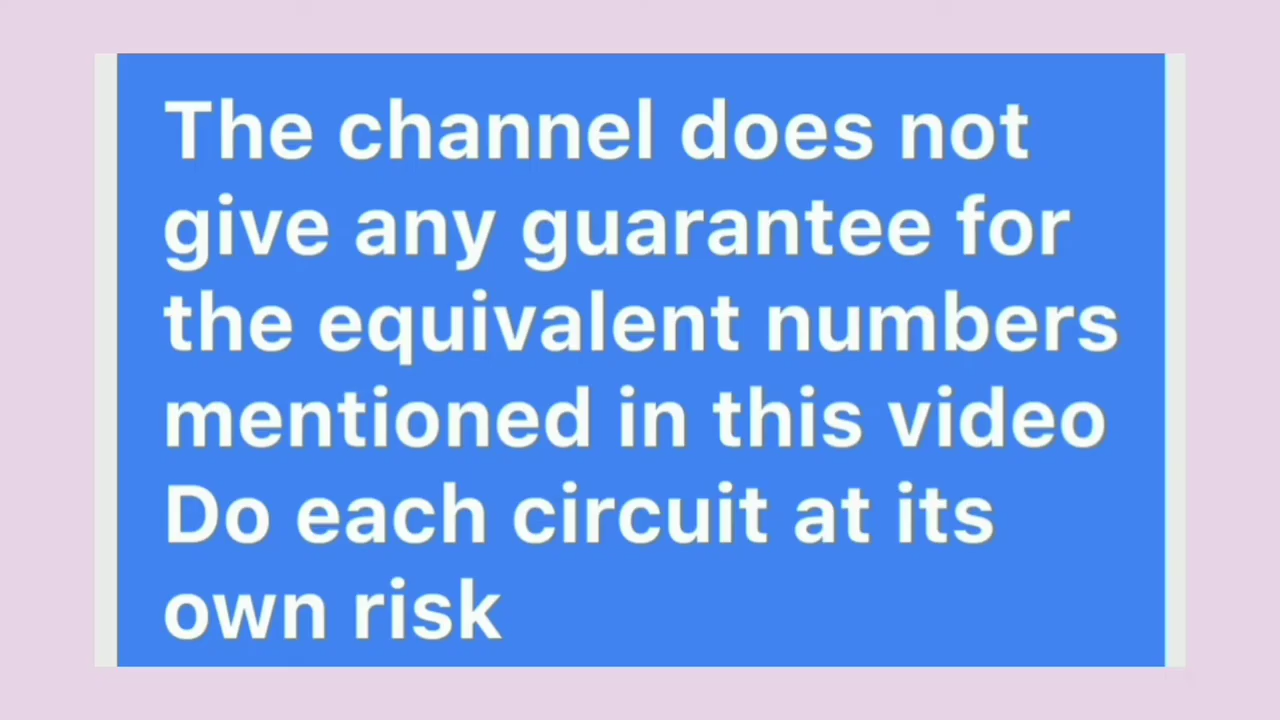 The channel does not
give any guarantee for
the equivalent numbers
mentioned in this video
Do each circuit at its
own risk